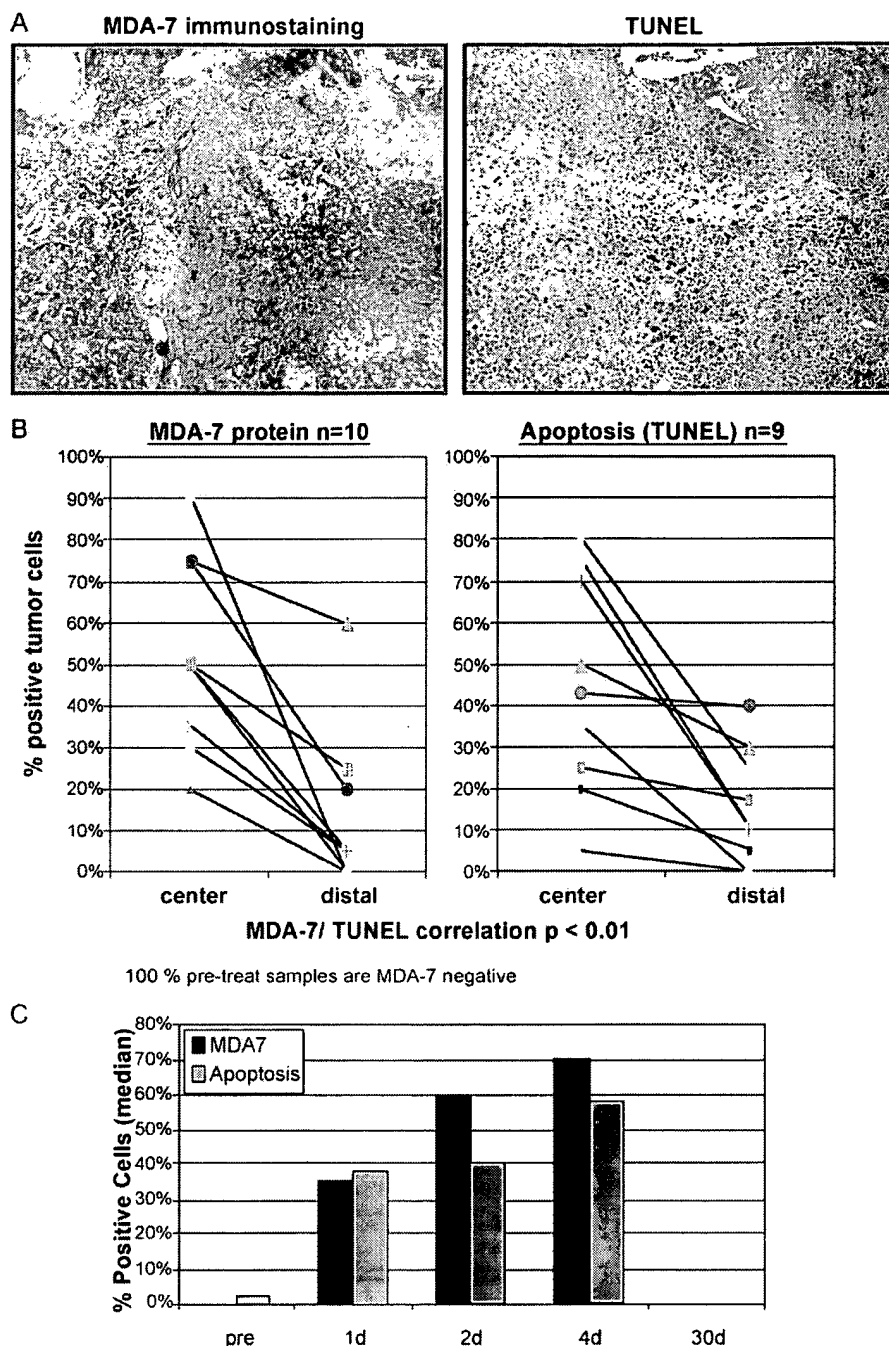 A
MDA-7 immunostaining
TUNEL
B
MDA-7 protein n=10
Apoptosis (TUNEL) n=9
% positive tumor cells
100%
90%
80%
70%
60%
50%
40%
30%
20%
10%
0%
center
distal
100%
90%
80%
70%
60%
50%
40%
30%
20%
10%
0%
center
distal
MDA-7/ TUNEL correlation p < 0.01
100 % pre-treat samples are MDA-7 negative
C
% Positive Cells (median)
80%
70%
60%
50%
40%
30%
20%
10%
0%
MDA7
Apoptosis
pre
1d
2d
4d
30d